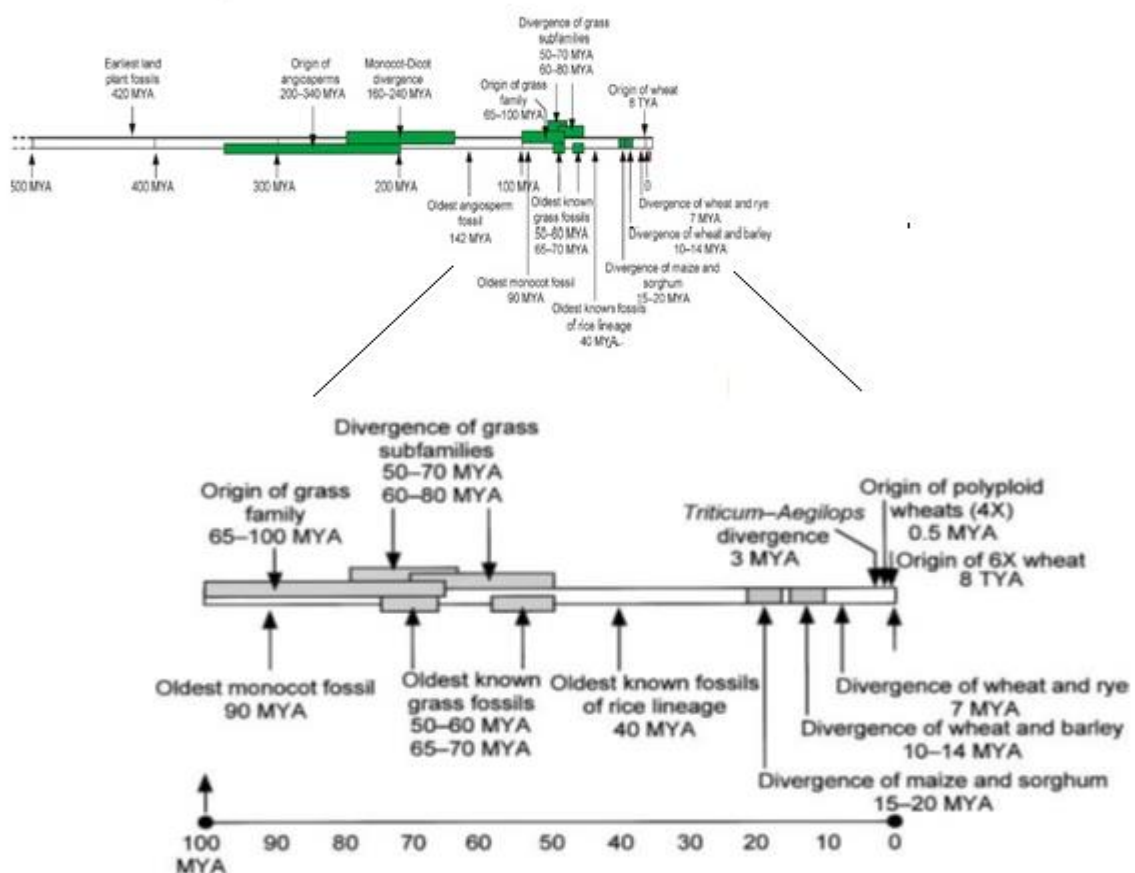 Divergence of grass
subfamilies
50–70 MYA
60–80 MYA
Earliest land
plant fossils
420 MYA
Origin of
angiosperms
200–340 MYA
Monocot-Dicot
divergence
160–240 MYA
Origin of grass
family
65–100 MYA
Origin of wheat
8 TYA
500 MYA
400 MYA
300 MYA
200 MYA
100 MYA
0
Oldest angiosperm
fossil
142 MYA
Oldest known
grass fossils
50–60 MYA
65–70 MYA
Divergence of wheat and rye
7 MYA
Divergence of wheat and barley
10–14 MYA
Oldest monocot fossil
90 MYA
Divergence of maize and
sorghum
15–20 MYA
Oldest known fossils
of rice lineage
40 MYA
Divergence of grass
subfamilies
50–70 MYA
60–80 MYA
Origin of grass
family
65–100 MYA
Triticum–Aegilops
divergence
3 MYA
Origin of polyploid
wheats (4X)
0.5 MYA
Origin of 6X wheat
8 TYA
Oldest monocot fossil
90 MYA
Oldest known
grass fossils
50–60 MYA
65–70 MYA
Oldest known fossils
of rice lineage
40 MYA
Divergence of wheat and rye
7 MYA
Divergence of wheat and barley
10–14 MYA
Divergence of maize and sorghum
15–20 MYA
100 90 80 70 60 50 40 30 20 10 0
MYA